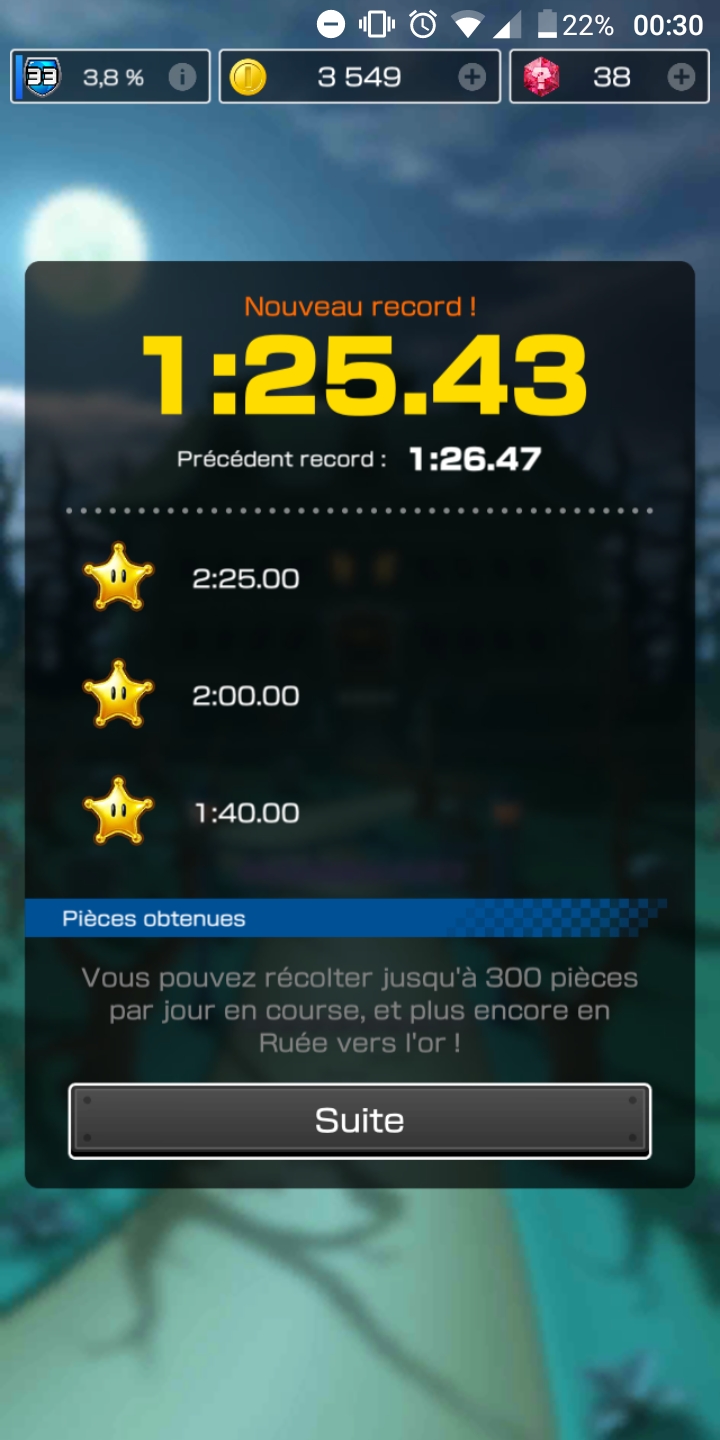 22% 00:30
33 3,8 % i 3 549 + ? 38 +
Nouveau record !
1:25.43
Précédent record : 1:26.47
2:25.00
2:00.00
1:40.00
Pièces obtenues
Vous pouvez récolter jusqu'à 300 pièces
par jour en course, et plus encore en
Ruée vers l'or !
Suite